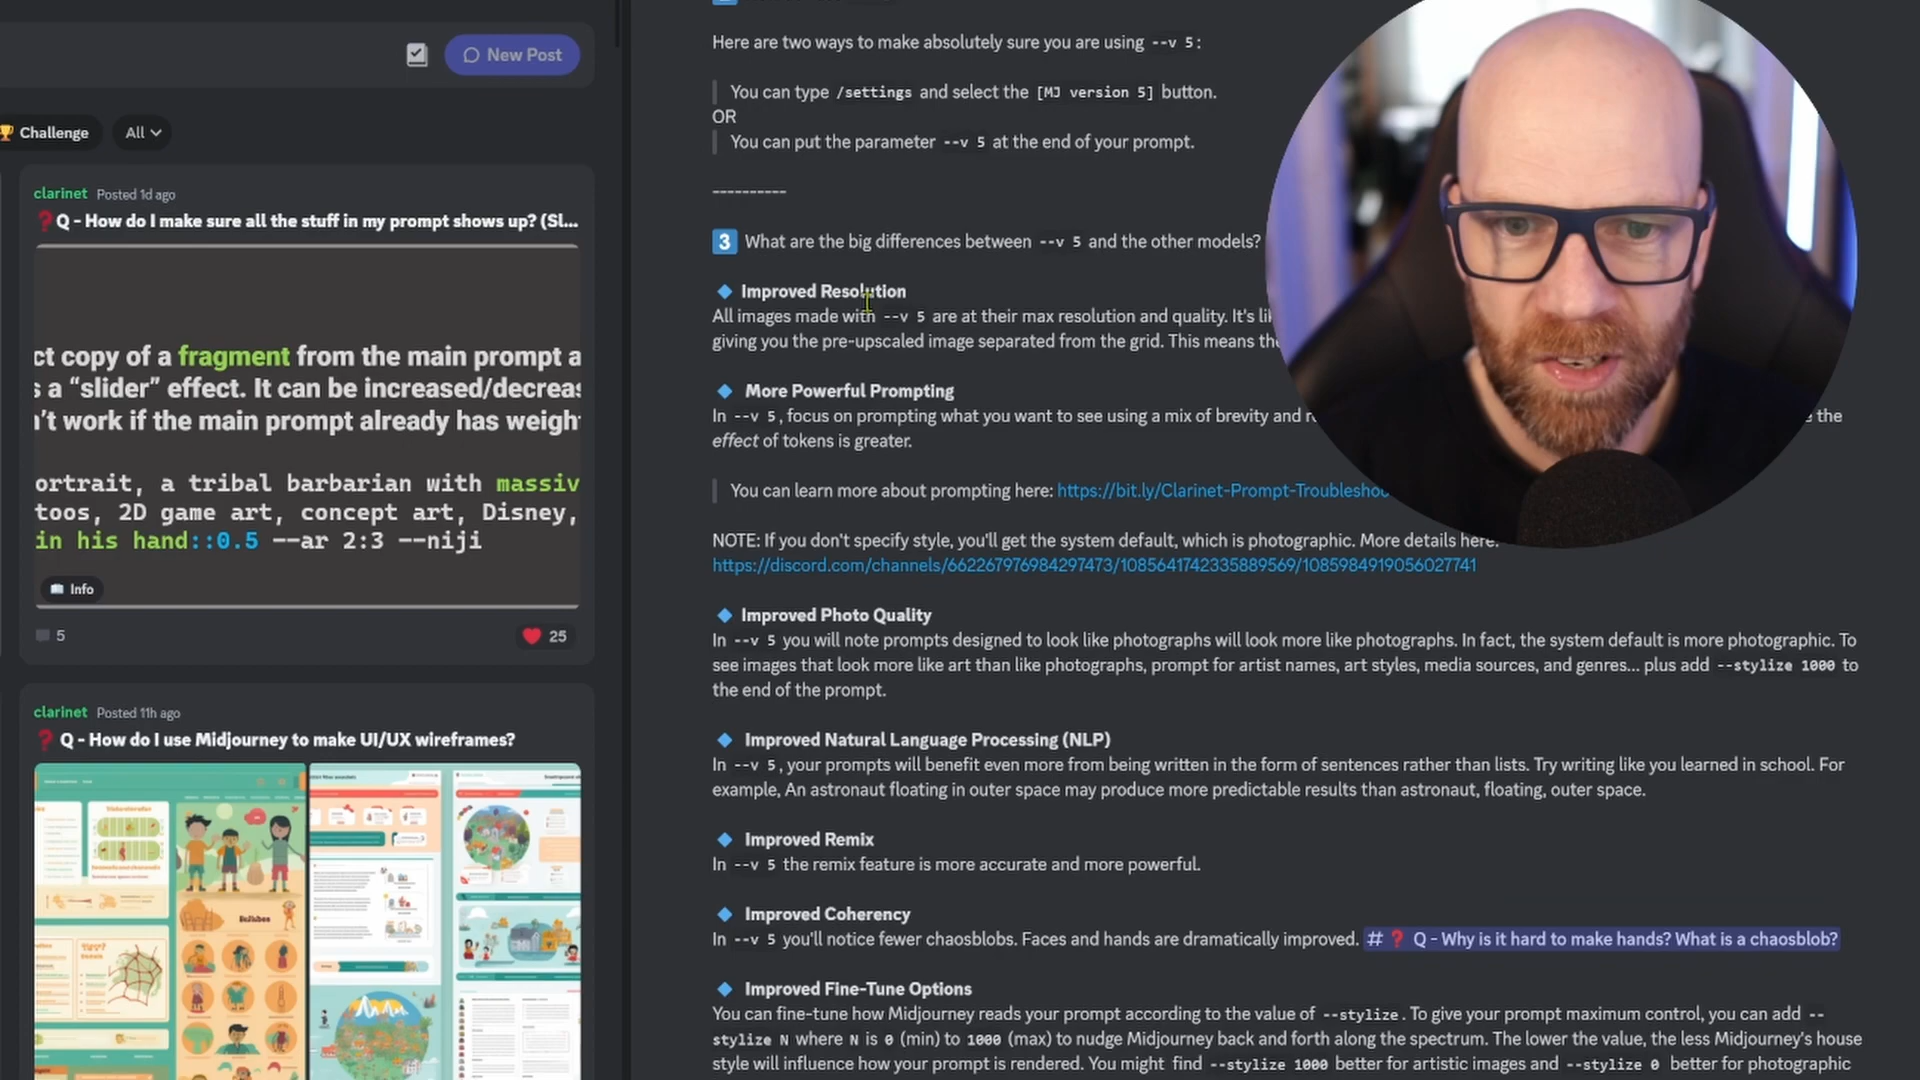 New Post
Challenge
All
clarinet Posted 1d ago
❓Q - How do I make sure all the stuff in my prompt shows up? (Sl...
ct copy of a fragment from the main prompt a
s a “slider” effect. It can be increased/decreas
n’t work if the main prompt already has weigh
ortrait, a tribal barbarian with massiv
toos, 2D game art, concept art, Disney,
in his hand::0.5 --ar 2:3 --niji
Info
5
25
clarinet Posted 11h ago
❓ Q - How do I use Midjourney to make UI/UX wireframes?
Here are two ways to make absolutely sure you are using --v 5:
You can type /settings and select the [MJ version 5] button.
OR
You can put the parameter --v 5 at the end of your prompt.
----------
3 What are the big differences between --v 5 and the other models?
🔹 Improved Resolution
All images made with --v 5 are at their max resolution and quality. It's
giving you the pre-upscaled image separated from the grid. This means
🔹 More Powerful Prompting
In --v 5, focus on prompting what you want to see using a mix of brevity and the
effect of tokens is greater.
You can learn more about prompting here: https://bit.ly/Clarinet-Prompt-Troubleshoo
NOTE: If you don't specify style, you'll get the system default, which is photographic. More details here:
https://discord.com/channels/662267976984297473/1085641742335889569/1085984919056027741
🔹 Improved Photo Quality
In --v 5 you will note prompts designed to look like photographs will look more like photographs. In fact, the system default is more photographic. To
see images that look more like art than like photographs, prompt for artist names, art styles, media sources, and genres... plus add --stylize 1000 to
the end of the prompt.
🔹 Improved Natural Language Processing (NLP)
In --v 5, your prompts will benefit even more from being written in the form of sentences rather than lists. Try writing like you learned in school. For
example, An astronaut floating in outer space may produce more predictable results than astronaut, floating, outer space.
🔹 Improved Remix
In --v 5 the remix feature is more accurate and more powerful.
🔹 Improved Coherency
In --v 5 you'll notice fewer chaosblobs. Faces and hands are dramatically improved. # ❓ Q - Why is it hard to make hands? What is a chaosblob?
🔹 Improved Fine-Tune Options
You can fine-tune how Midjourney reads your prompt according to the value of --stylize. To give your prompt maximum control, you can add --
stylize N where N is 0 (min) to 1000 (max) to nudge Midjourney back and forth along the spectrum. The lower the value, the less Midjourney's house
style will influence how your prompt is rendered. You might find --stylize 1000 better for artistic images and --stylize 0 better for photographic